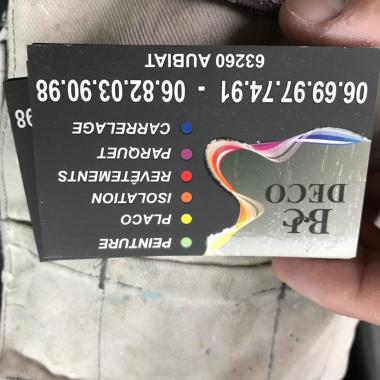 B&C
DECO
PEINTURE
PLACO
ISOLATION
REVÊTEMENTS
PARQUET
CARRELAGE
06.69.97.74.91 - 06.82.03.90.98
63260 AUBIAT
98